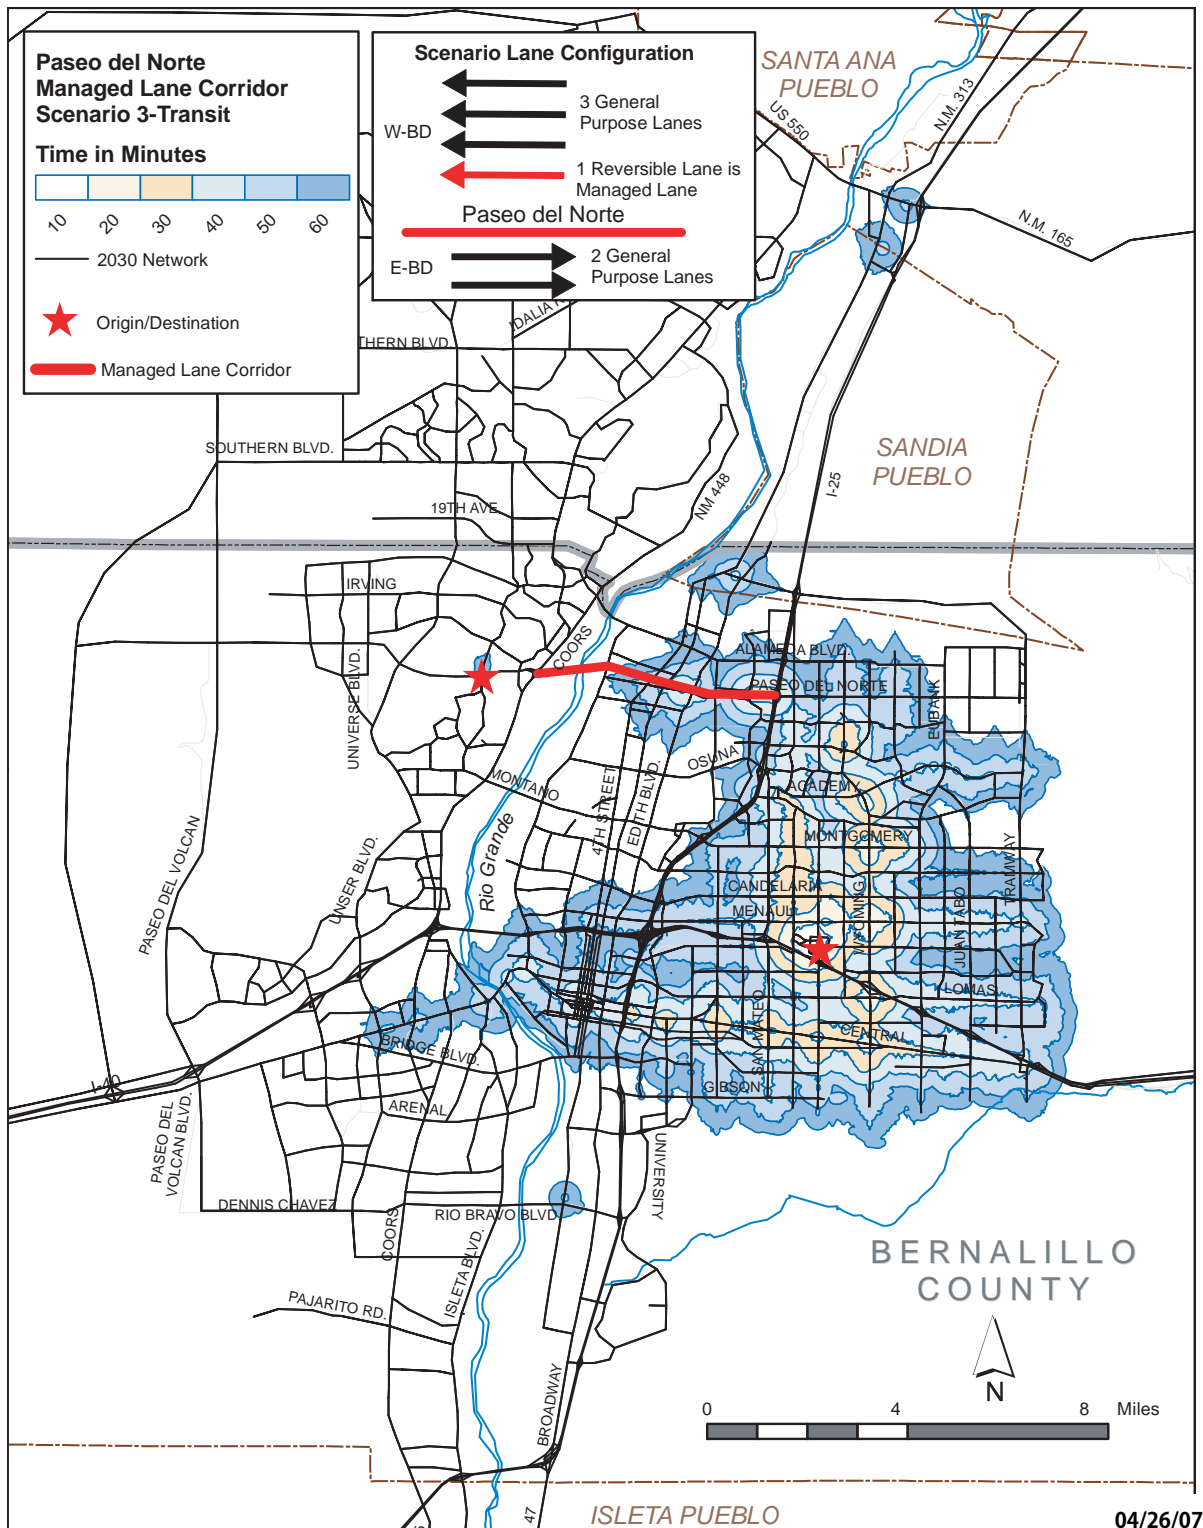 Paseo del Norte
Managed Lane Corridor
Scenario 3-Transit
Time in Minutes
10 20 30 40 50 60
2030 Network
Origin/Destination
Managed Lane Corridor
Scenario Lane Configuration
W-BD
3 General
Purpose Lanes
1 Reversible Lane is
Managed Lane
Paseo del Norte
E-BD
2 General
Purpose Lanes
SANTA ANA
PUEBLO
US 550
N.M. 313
N.M. 165
IDALIA R
THERN BLVD.
SOUTHERN BLVD.
SANDIA
PUEBLO
I-25
NM 448
19TH AVE
IRVING
COORS
ALAMEDA BLVD.
PASEO DEL NORTE
UNIVERSE BLVD.
EUBANK
OSUNA
MONTANO
ACADEMY
4TH STREET
EDITH BLVD.
MONTGOMERY
Rio Grande
PASEO DEL VOLCAN
UNSER BLVD.
CANDELARIA
MENAUL
WYOMING
JUAN TABO
TRAMWAY
LOMAS
SAN MATEO
CENTRAL
BRIDGE BLVD.
I-40
GIBSON
ARENAL
PASEO DEL
VOLCAN BLVD.
UNIVERSITY
DENNIS CHAVEZ
RIO BRAVO BLVD.
COORS
ISLETA BLVD.
BERNALILLO
COUNTY
PAJARITO RD.
N
BROADWAY
0 4 8 Miles
47
ISLETA PUEBLO
04/26/07